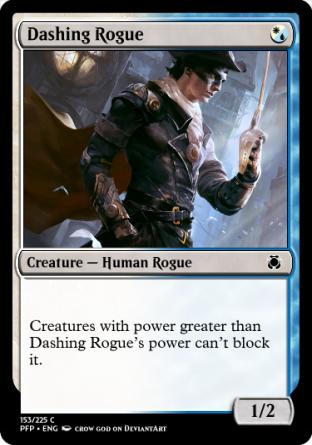 Dashing Rogue
Creature — Human Rogue
Creatures with power greater than
Dashing Rogue's power can't block
it.
1/2
153/225 C
PFP • ENG CROW GOD ON DEVIANTART